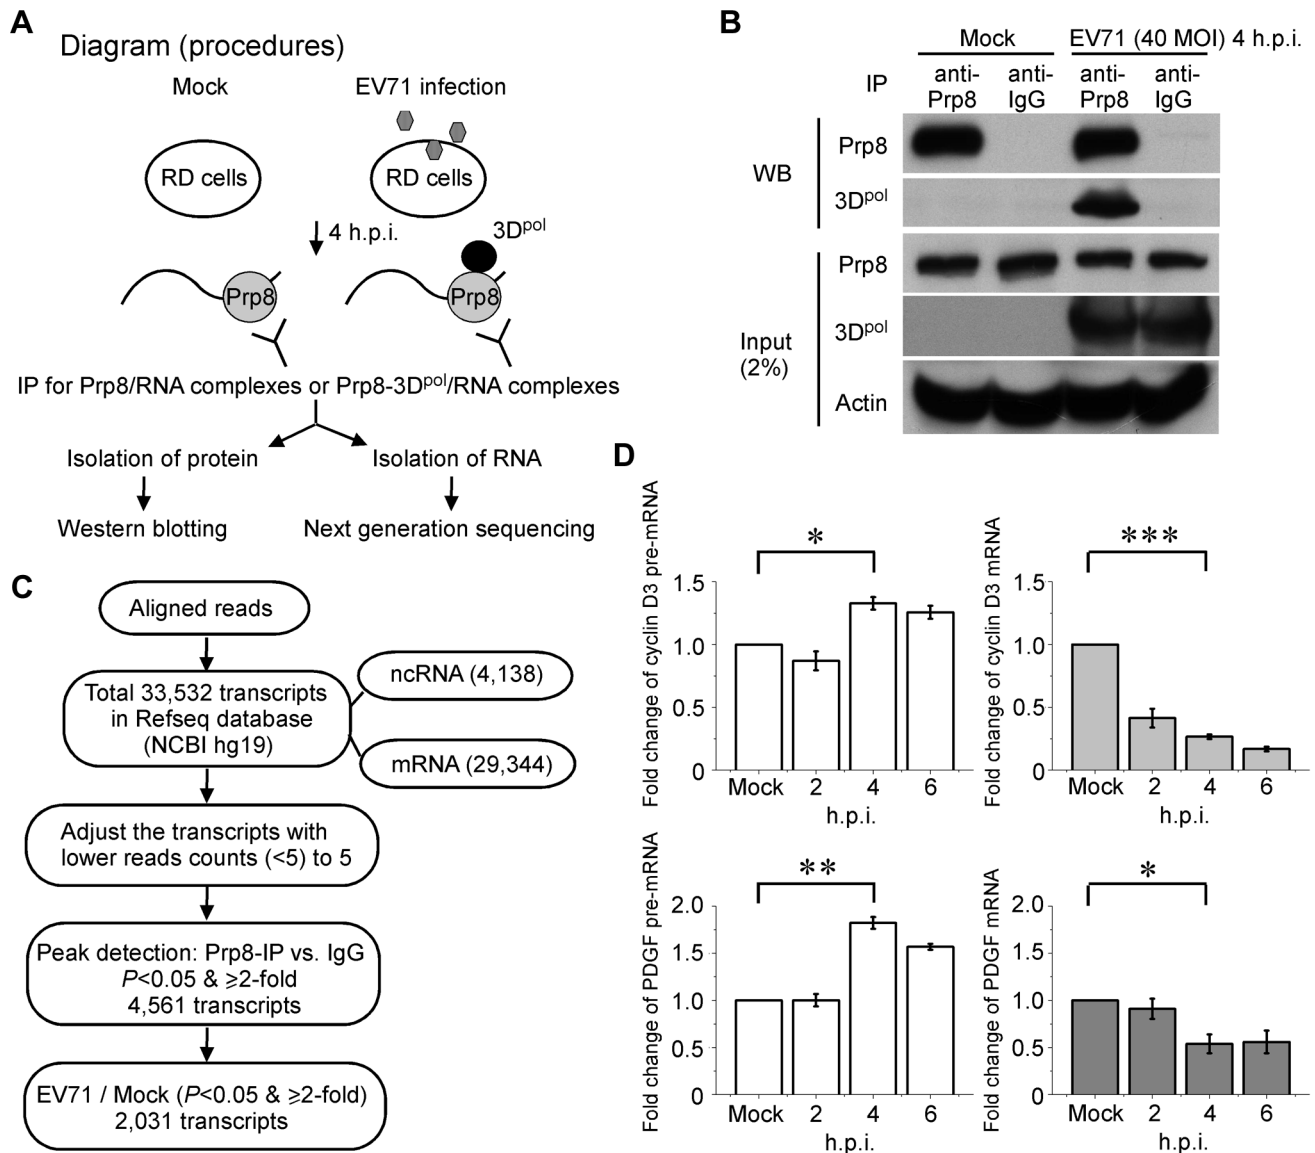 A
Diagram (procedures)
Mock
EV71 infection
RD cells
RD cells
4 h.p.i.
3Dpol
Prp8
Prp8
IP for Prp8/RNA complexes or Prp8-3Dpol/RNA complexes
Isolation of protein
Isolation of RNA
Western blotting
Next generation sequencing
B
Mock
EV71 (40 MOI) 4 h.p.i.
IP
anti-
Prp8
anti-
IgG
anti-
Prp8
anti-
IgG
WB
Prp8
3Dpol
Input
(2%)
Prp8
3Dpol
Actin
C
Aligned reads
Total 33,532 transcripts
in Refseq database
(NCBI hg19)
ncRNA (4,138)
mRNA (29,344)
Adjust the transcripts with
lower reads counts (<5) to 5
Peak detection: Prp8-IP vs. IgG
P<0.05 & ⩾2-fold
4,561 transcripts
EV71 / Mock (P<0.05 & ⩾2-fold)
2,031 transcripts
D
Fold change of cyclin D3 pre-mRNA
*
1.5
1.0
0.5
0
Mock 2 4 6
h.p.i.
Fold change of cyclin D3 mRNA
***
1.5
1.0
0.5
0
Mock 2 4 6
h.p.i.
Fold change of PDGF pre-mRNA
**
2.0
1.5
1.0
0.5
0
Mock 2 4 6
h.p.i.
Fold change of PDGF mRNA
*
2.0
1.5
1.0
0.5
0
Mock 2 4 6
h.p.i.